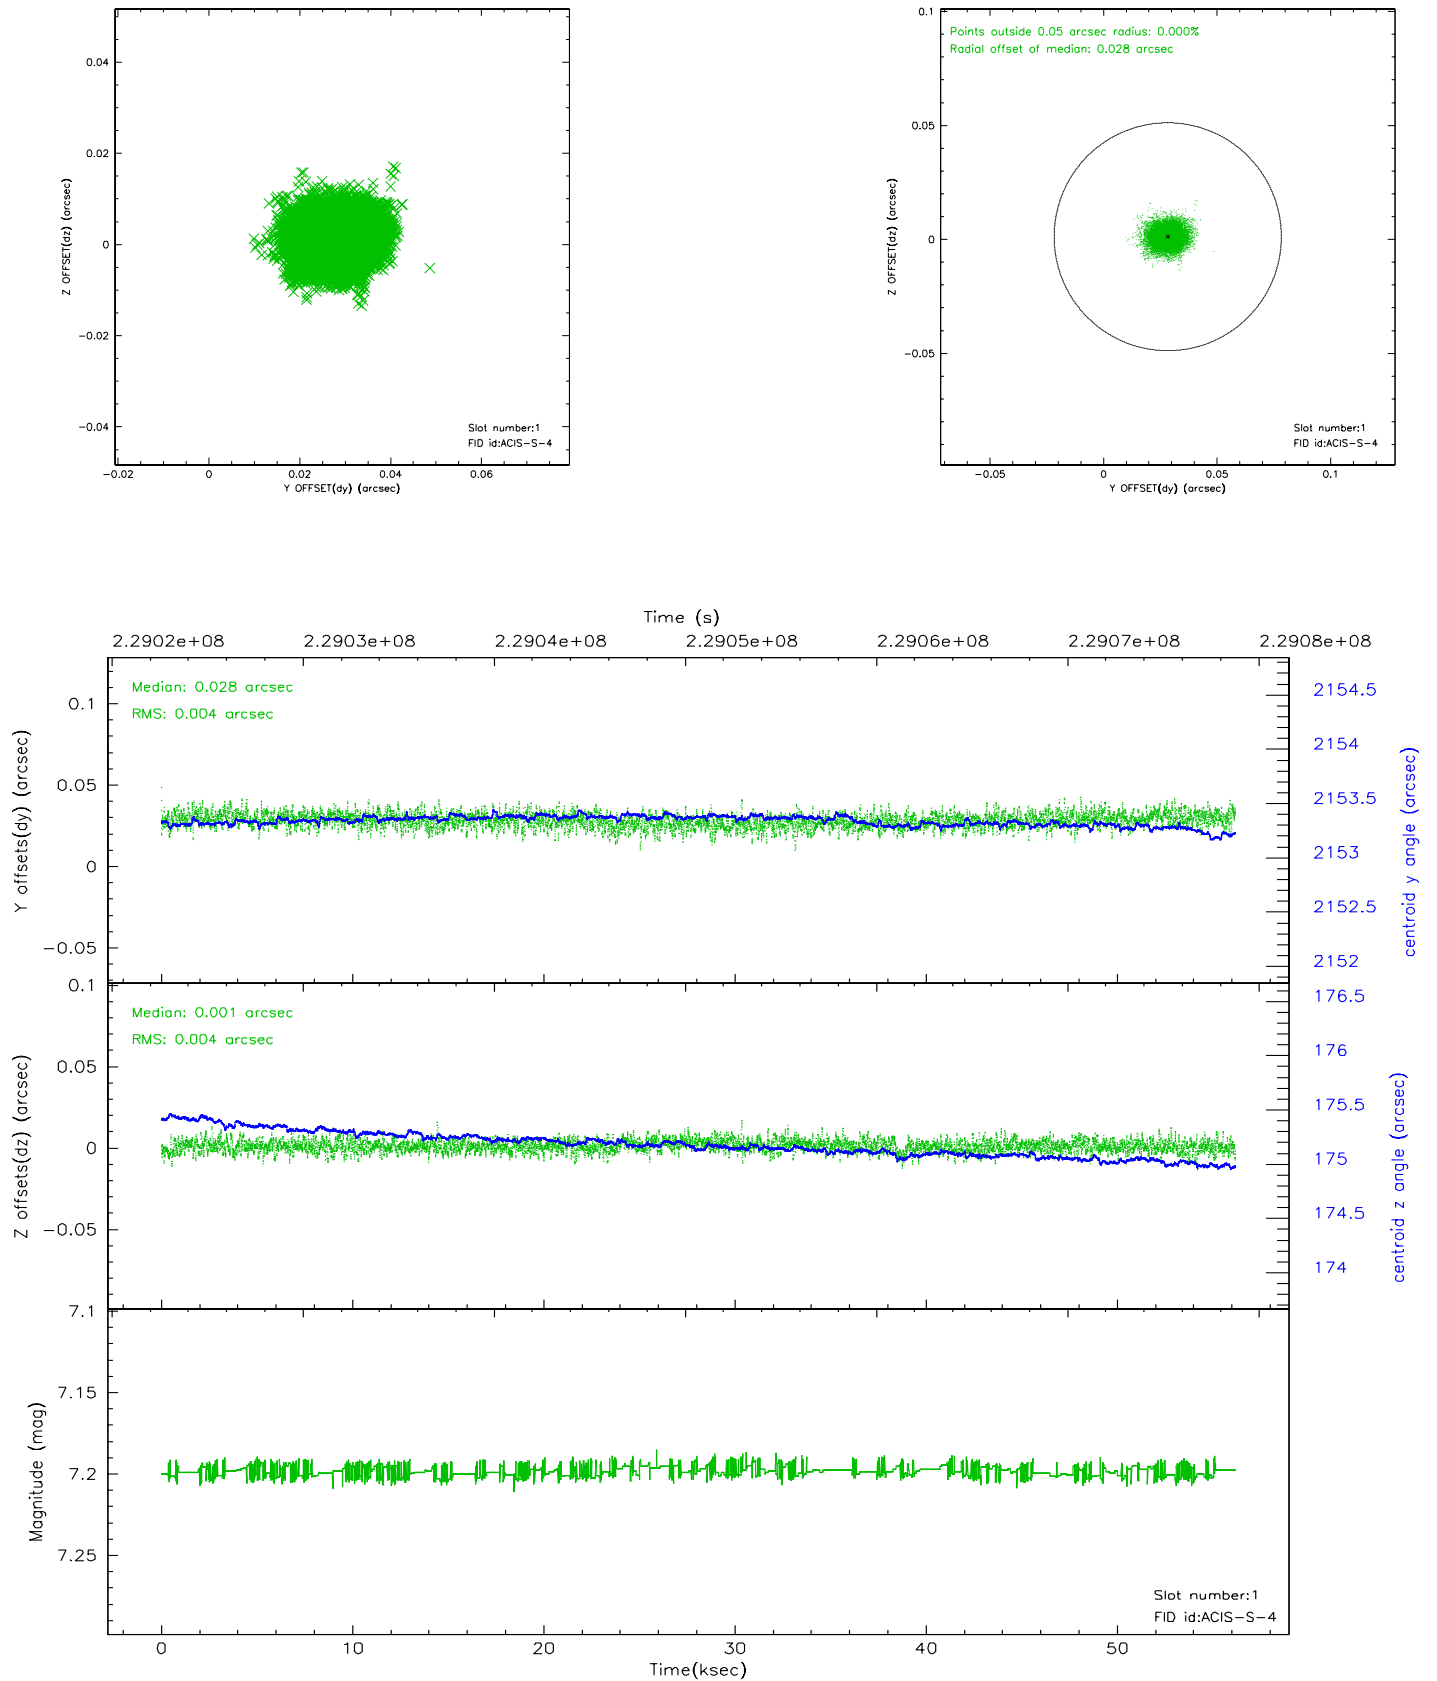 0.04
0.02
0
−0.02
−0.04
Z OFFSET(dz) (arcsec)
Slot number:1
FID id:ACIS−S−4
−0.02 0 0.02 0.04 0.06
Y OFFSET(dy) (arcsec)
Points outside 0.05 arcsec radius: 0.000%
Radial offset of median: 0.028 arcsec
0.1
0.05
0
−0.05
Z OFFSET(dz) (arcsec)
Slot number:1
FID id:ACIS−S−4
−0.05 0 0.05 0.1
Y OFFSET(dy) (arcsec)
Time (s)
2.2902e+08 2.2903e+08 2.2904e+08 2.2905e+08 2.2906e+08 2.2907e+08 2.2908e+08
Median: 0.028 arcsec
RMS: 0.004 arcsec
0.1
0.05
0
−0.05
Y offsets(dy) (arcsec)
2154.5
2154
2153.5
2153
2152.5
2152
centroid y angle (arcsec)
Median: 0.001 arcsec
RMS: 0.004 arcsec
0.1
0.05
0
−0.05
Z offsets(dz) (arcsec)
176.5
176
175.5
175
174.5
174
centroid z angle (arcsec)
7.1
7.15
7.2
7.25
Magnitude (mag)
Slot number:1
FID id:ACIS−S−4
0 10 20 30 40 50
Time(ksec)